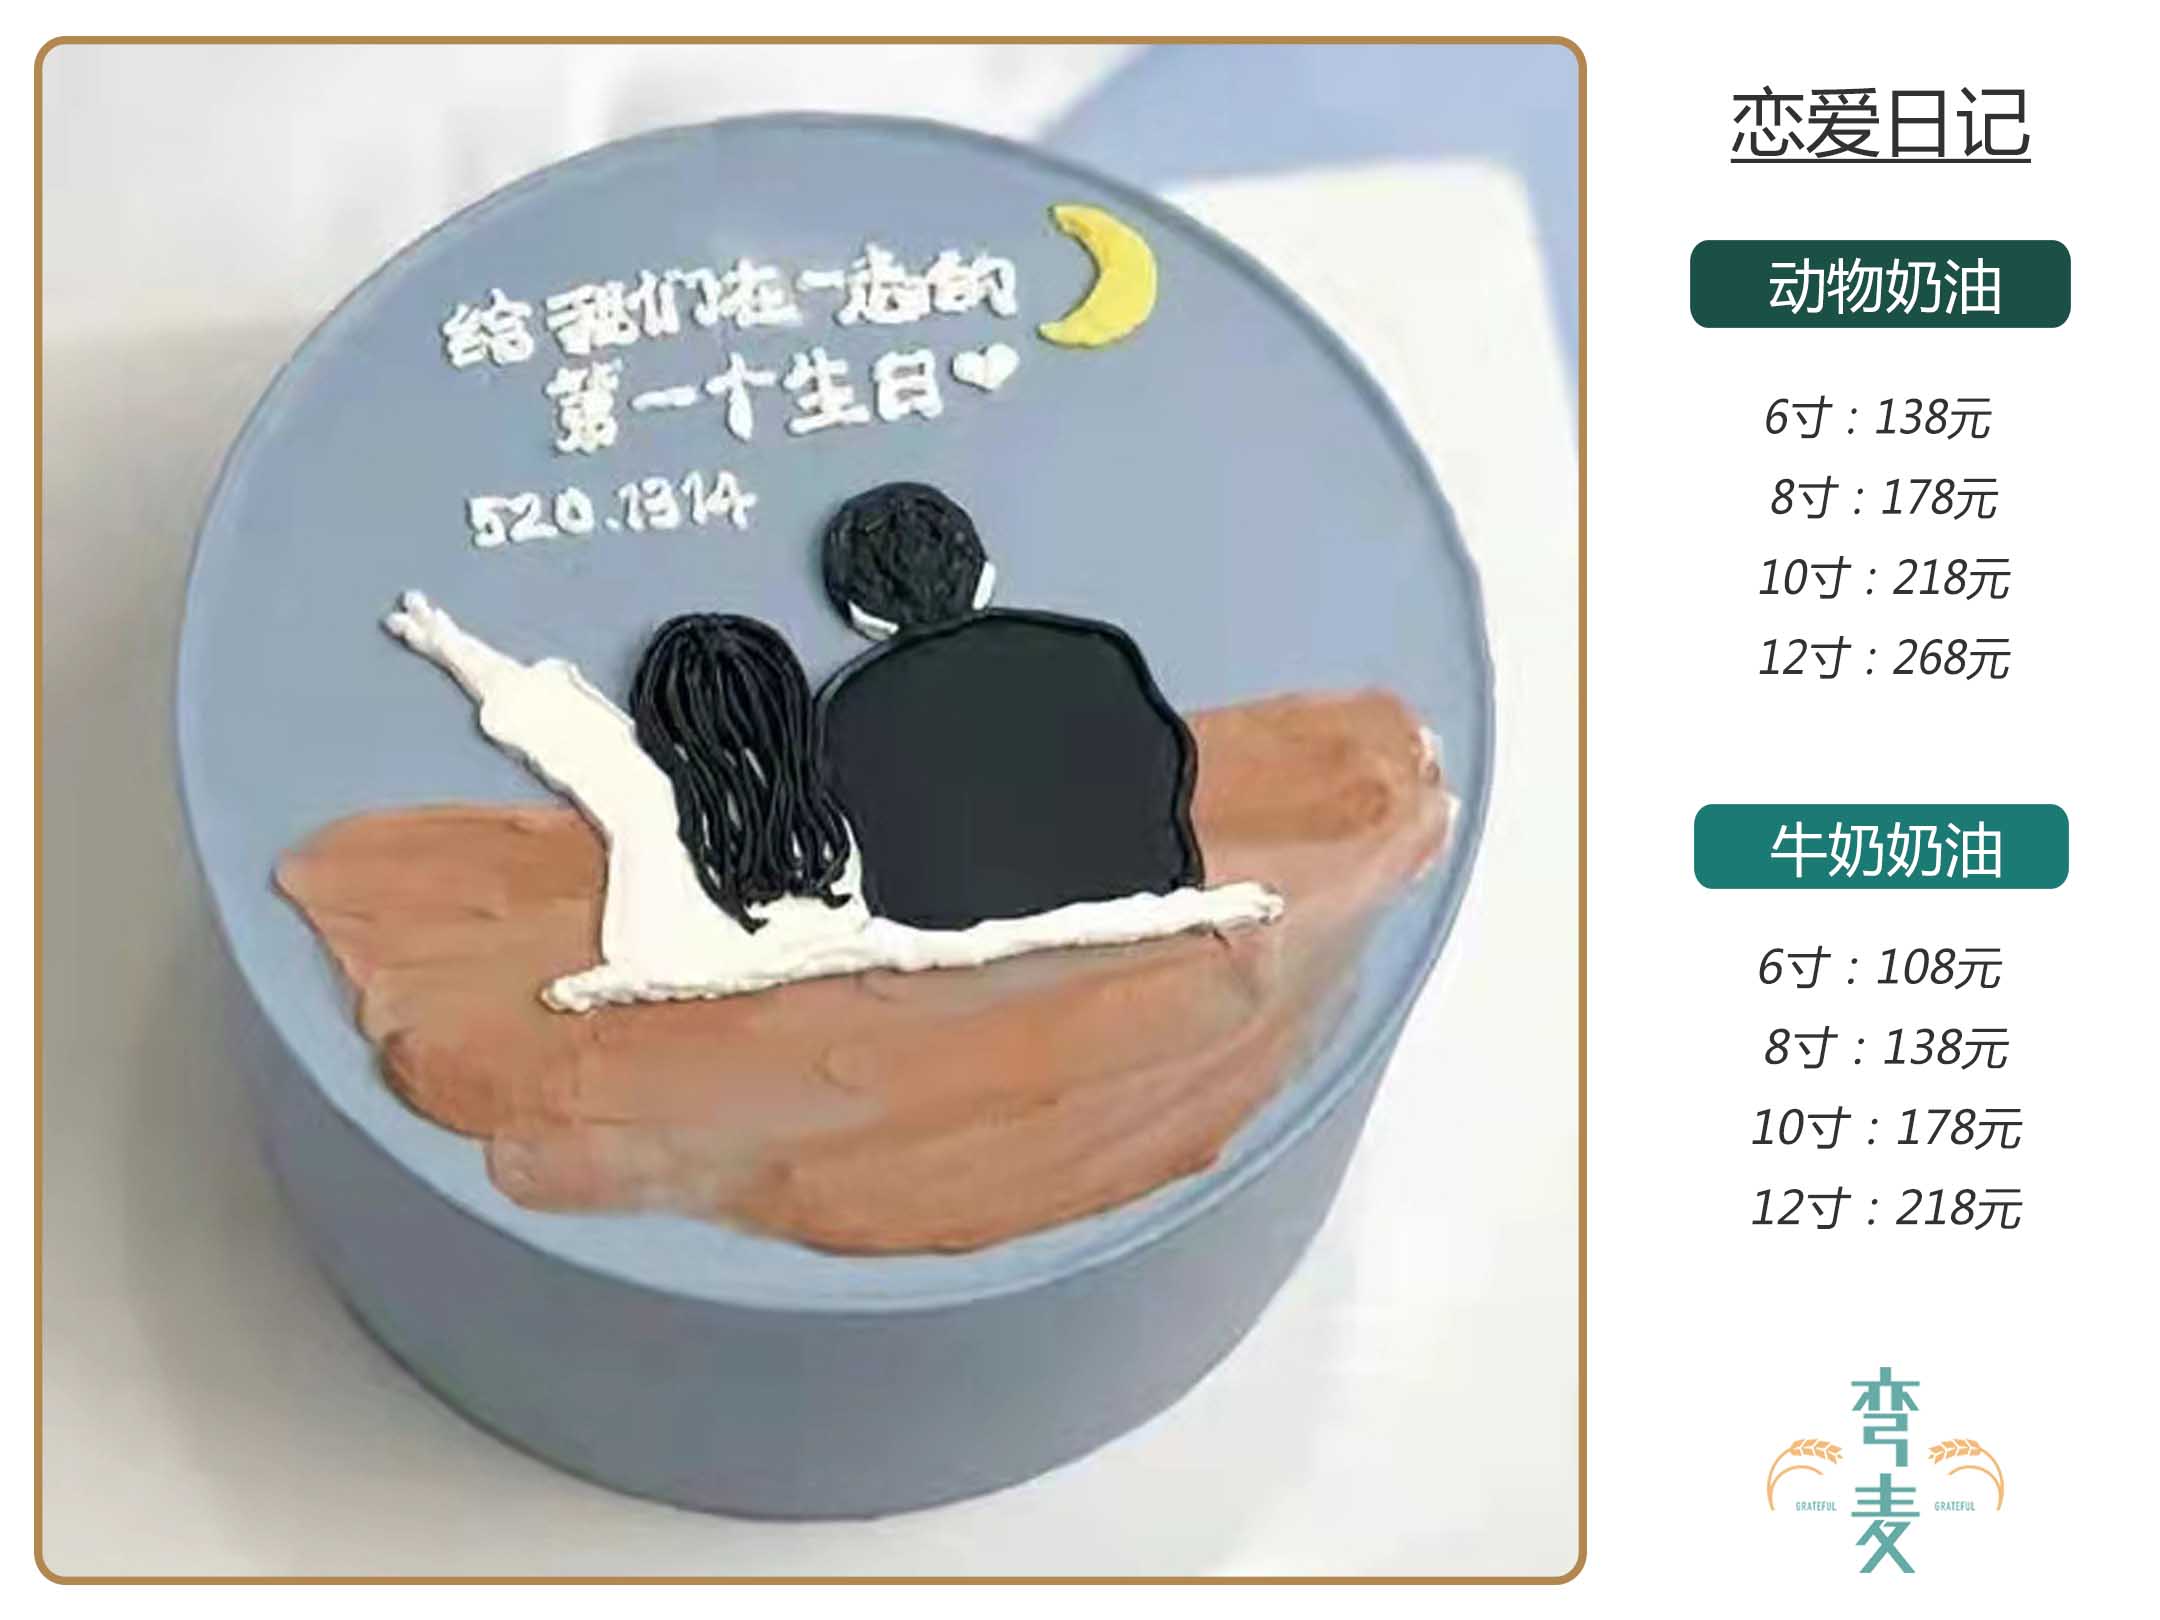 给我们在一起的
第一个生日
520.1314
恋爱日记
动物奶油
6寸：138元
8寸：178元
10寸：218元
12寸：268元
牛奶奶油
6寸：108元
8寸：138元
10寸：178元
12寸：218元
弯麦
GRATEFUL GRATEFUL